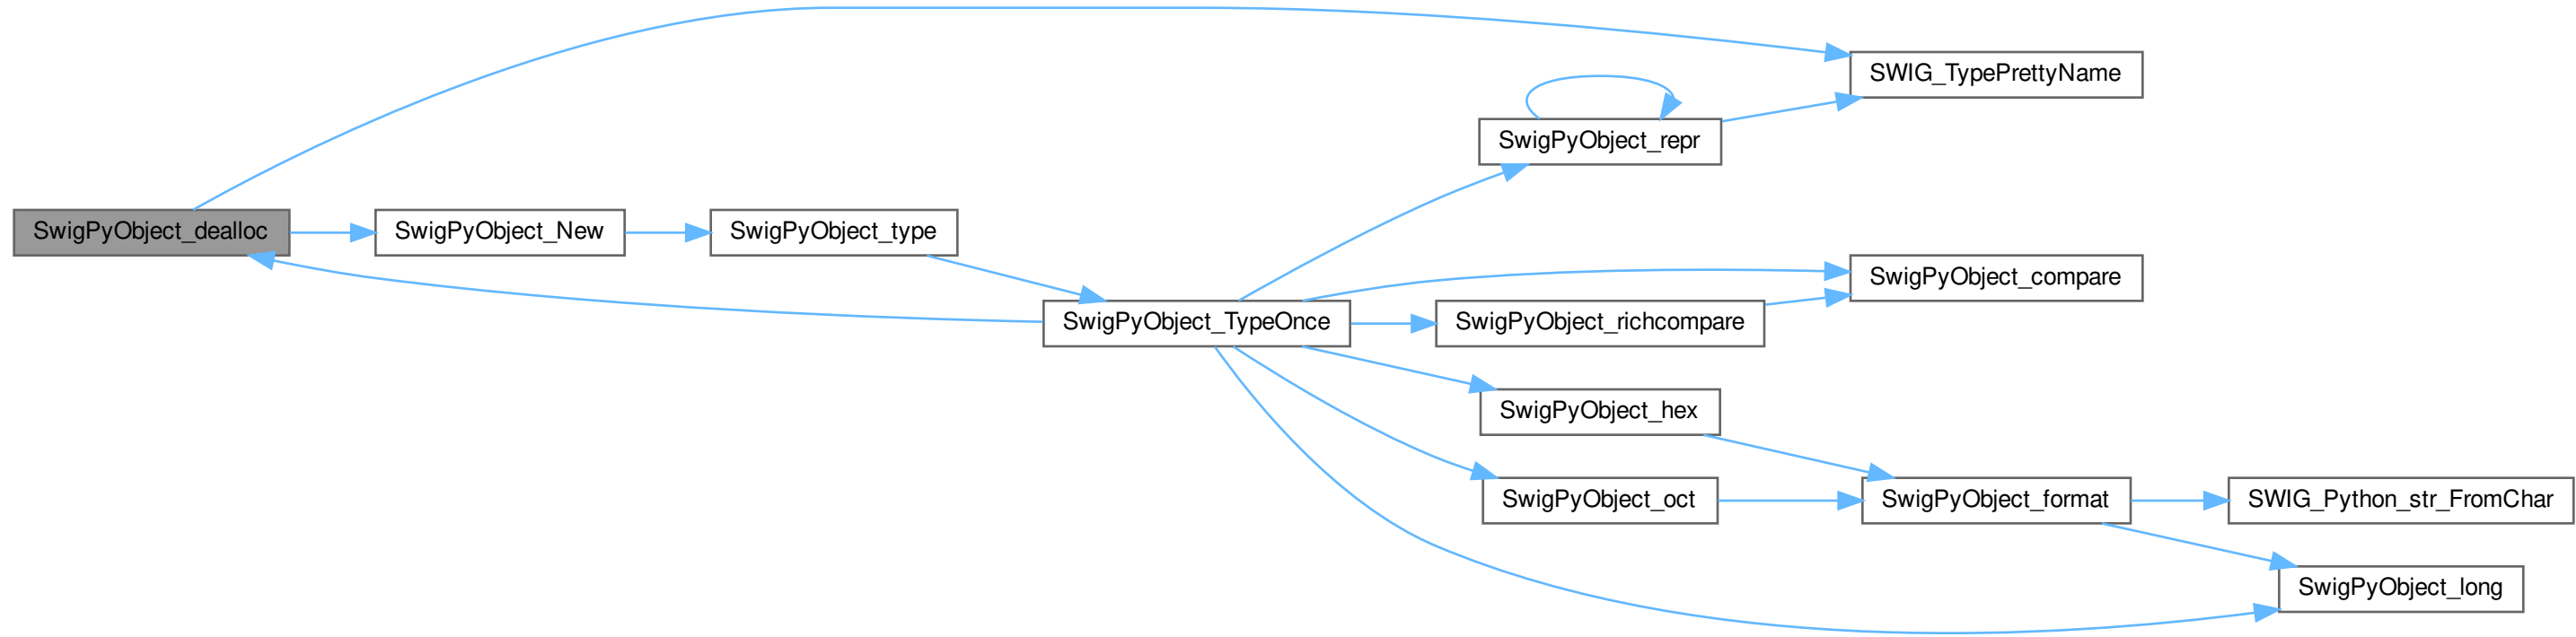 SWIG_TypePrettyName
SwigPyObject_repr
SwigPyObject_dealloc
SwigPyObject_New
SwigPyObject_type
SwigPyObject_compare
SwigPyObject_TypeOnce
SwigPyObject_richcompare
SwigPyObject_hex
SwigPyObject_oct
SwigPyObject_format
SWIG_Python_str_FromChar
SwigPyObject_long